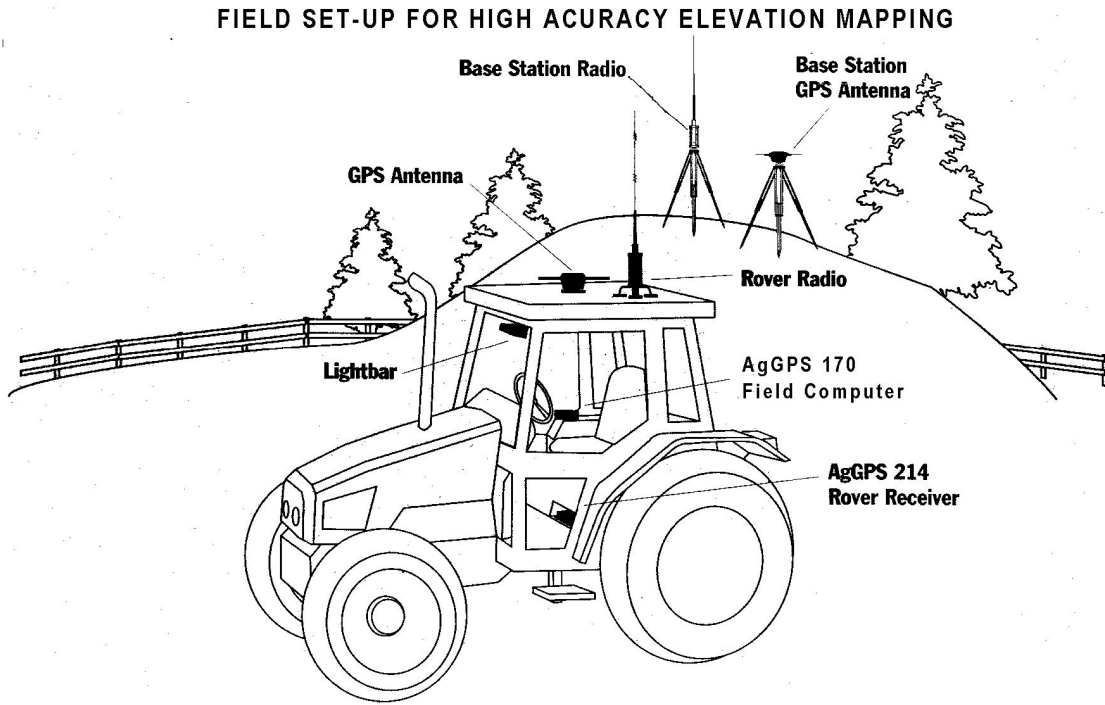 FIELD SET-UP FOR HIGH ACURACY ELEVATION MAPPING
Base Station Radio
Base Station
GPS Antenna
GPS Antenna
Rover Radio
Lightbar
AgGPS 170
Field Computer
AgGPS 214
Rover Receiver